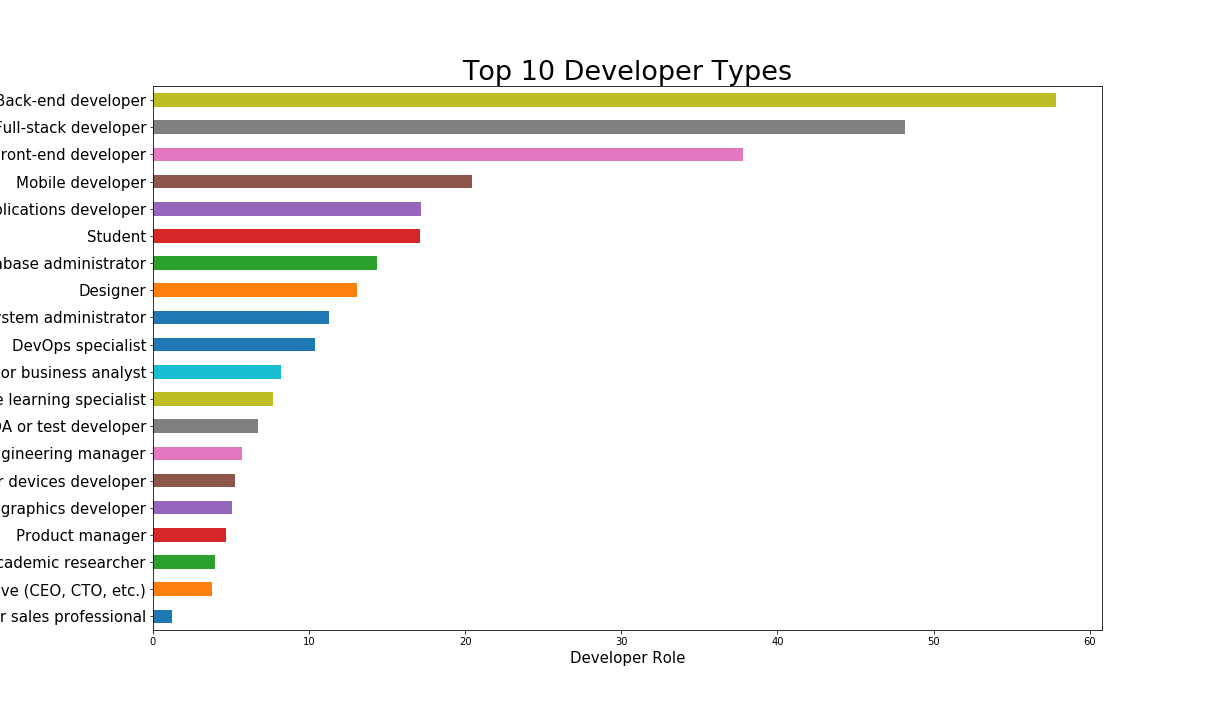 Top 10 Developer Types
Back-end developer
Full-stack developer
ront-end developer
Mobile developer
plications developer
Student
abase administrator
Designer
ystem administrator
DevOps specialist
or business analyst
e learning specialist
QA or test developer
gineering manager
r devices developer
graphics developer
Product manager
cademic researcher
ve (CEO, CTO, etc.)
r sales professional
0 10 20 30 40 50 60
Developer Role